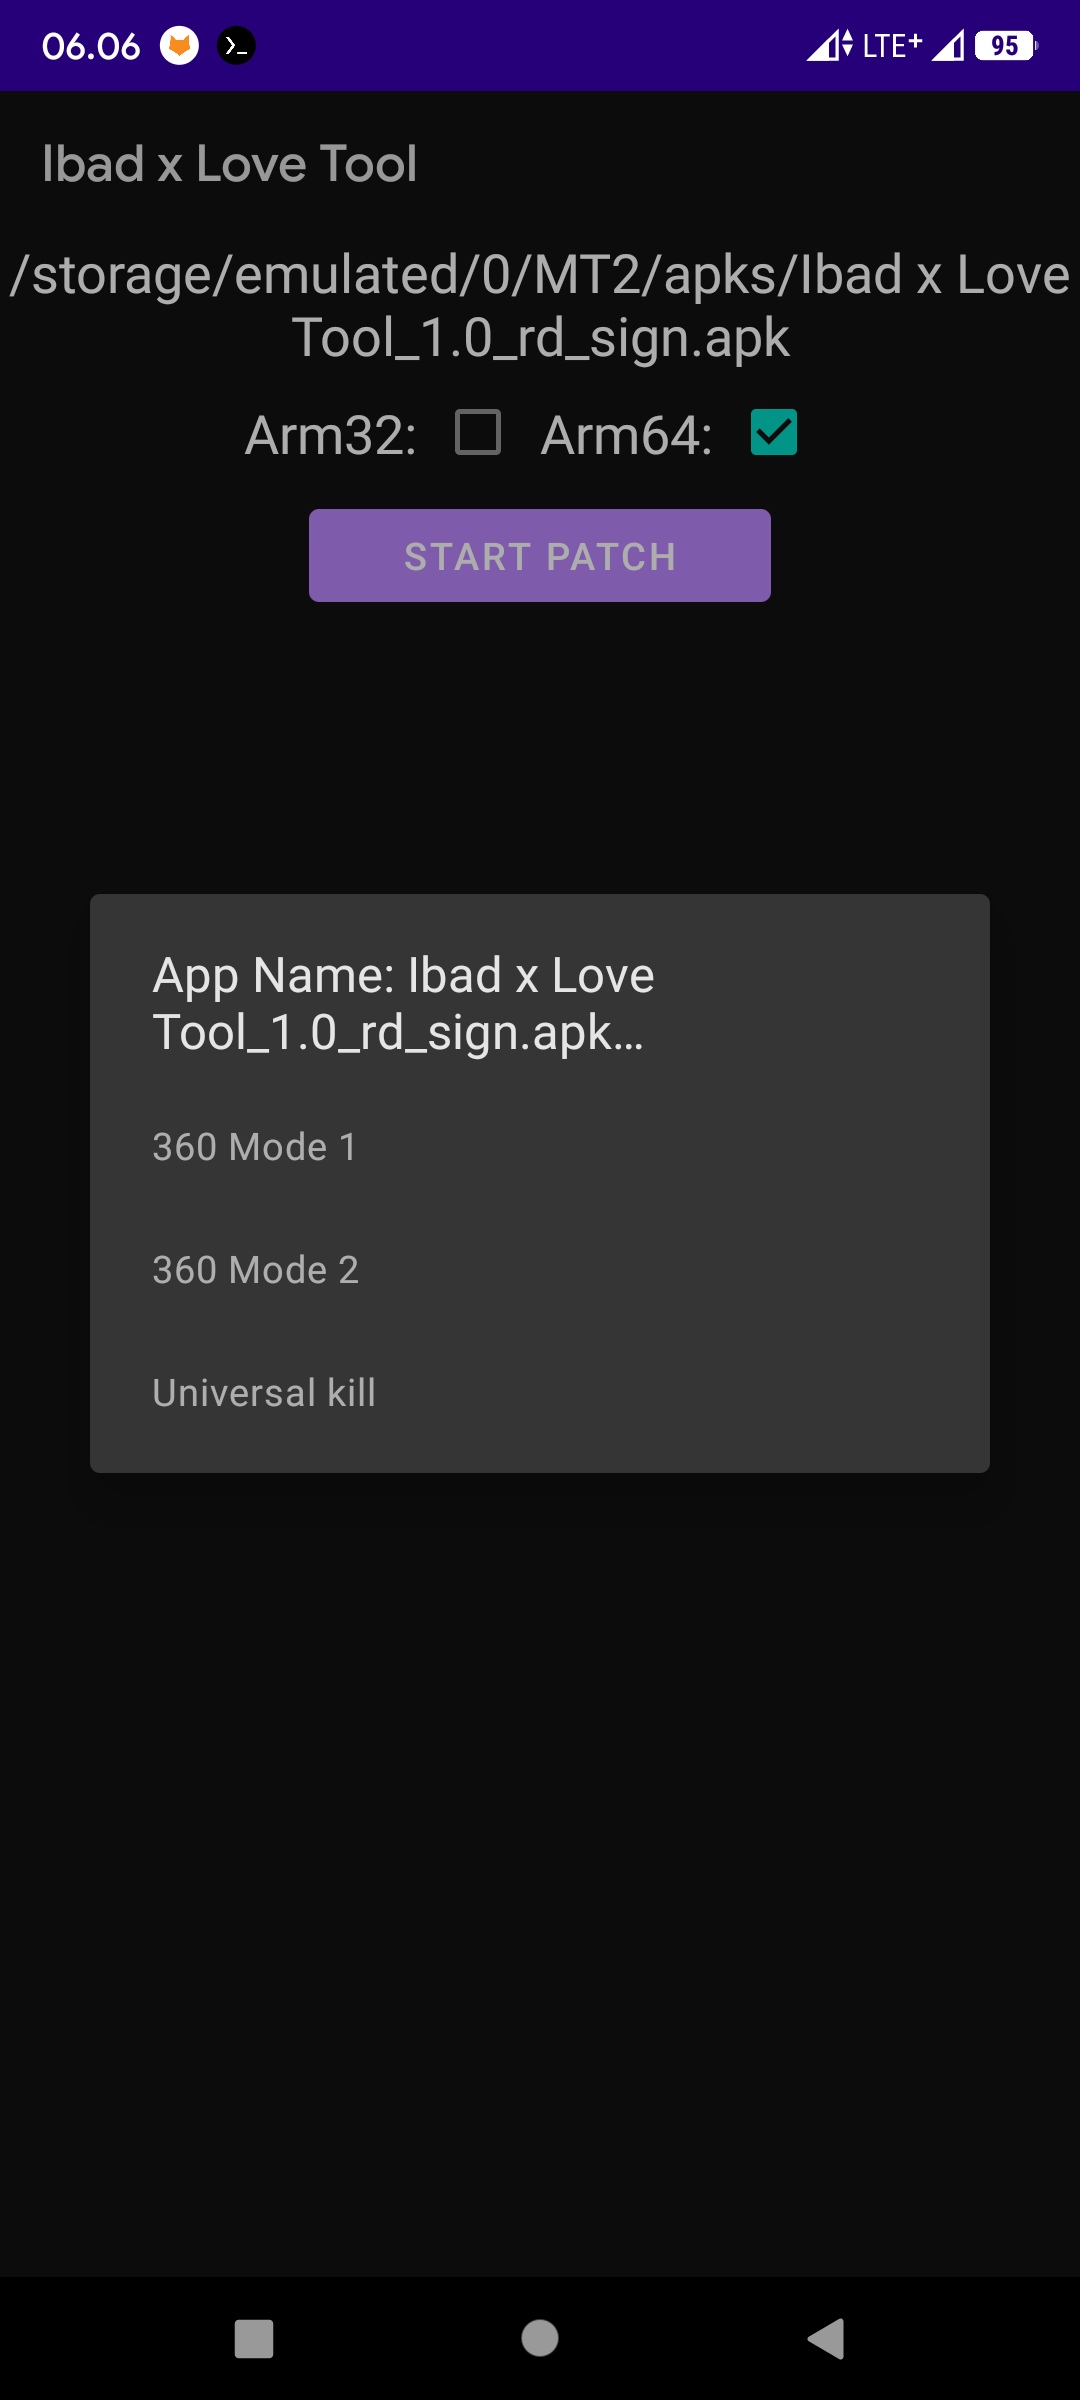 06.06 LTE+ 95
Ibad x Love Tool
/storage/emulated/0/MT2/apks/Ibad x Love
Tool_1.0_rd_sign.apk
Arm32: Arm64:
START PATCH
App Name: Ibad x Love
Tool_1.0_rd_sign.apk...
360 Mode 1
360 Mode 2
Universal kill